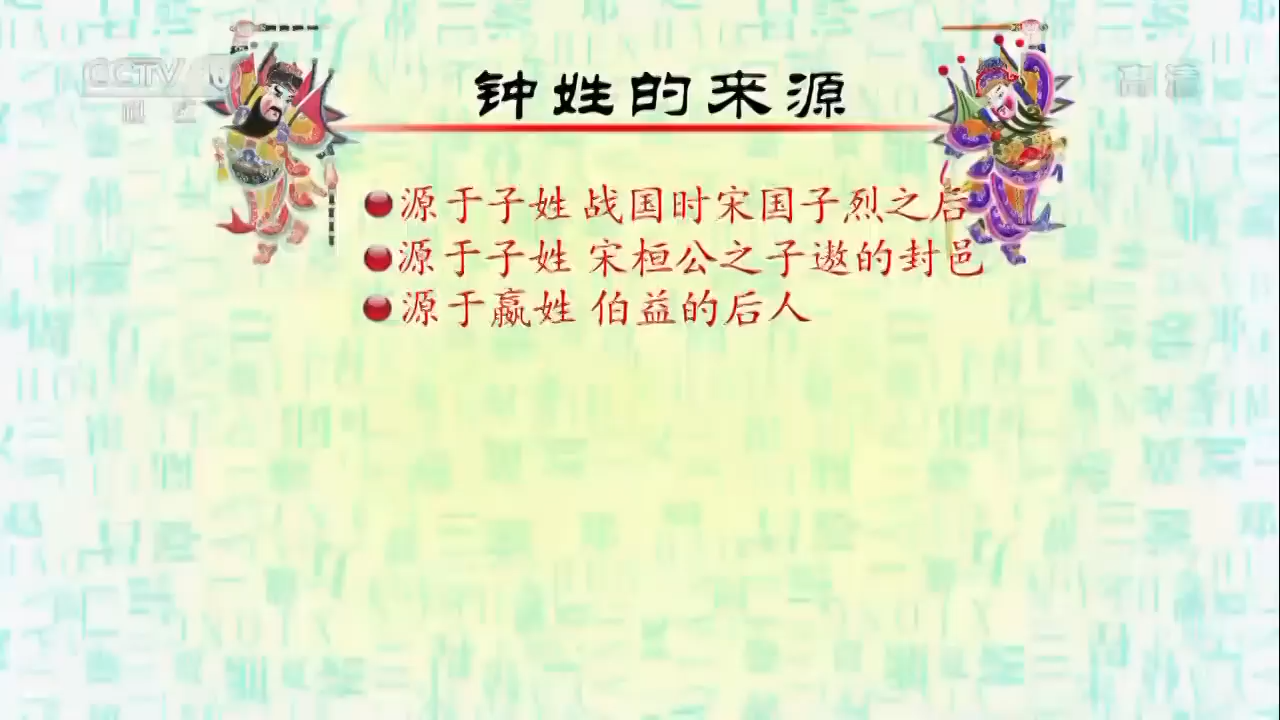 CCTV 10
高清
钟姓的来源
源于子姓 战国时宋国子烈之后
源于子姓 宋桓公之子遨的封邑
源于嬴姓 伯益的后人